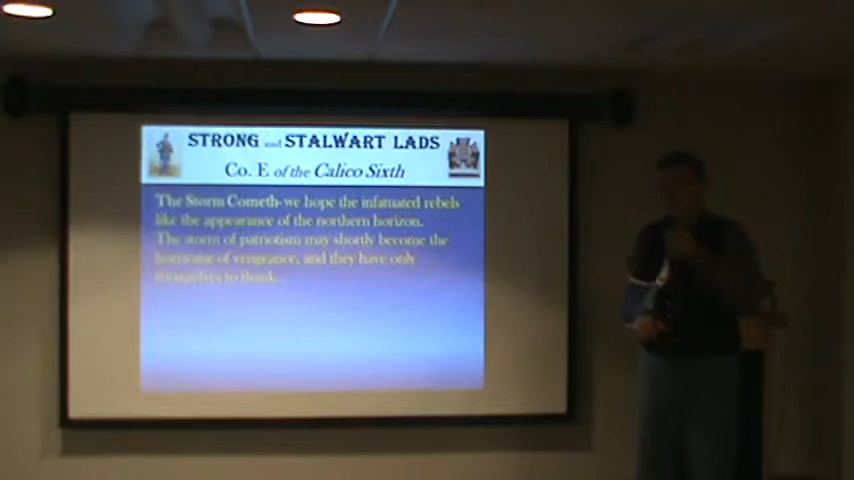 STRONG and STALWART LADS
Co. E of the Calico Sixth
The Storm Cometh-we hope the infatuated rebels
like the appearance of the northern horizon.
The storm of patriotism may shortly become the
hurricane of vengeance, and they have only
themselves to thank..